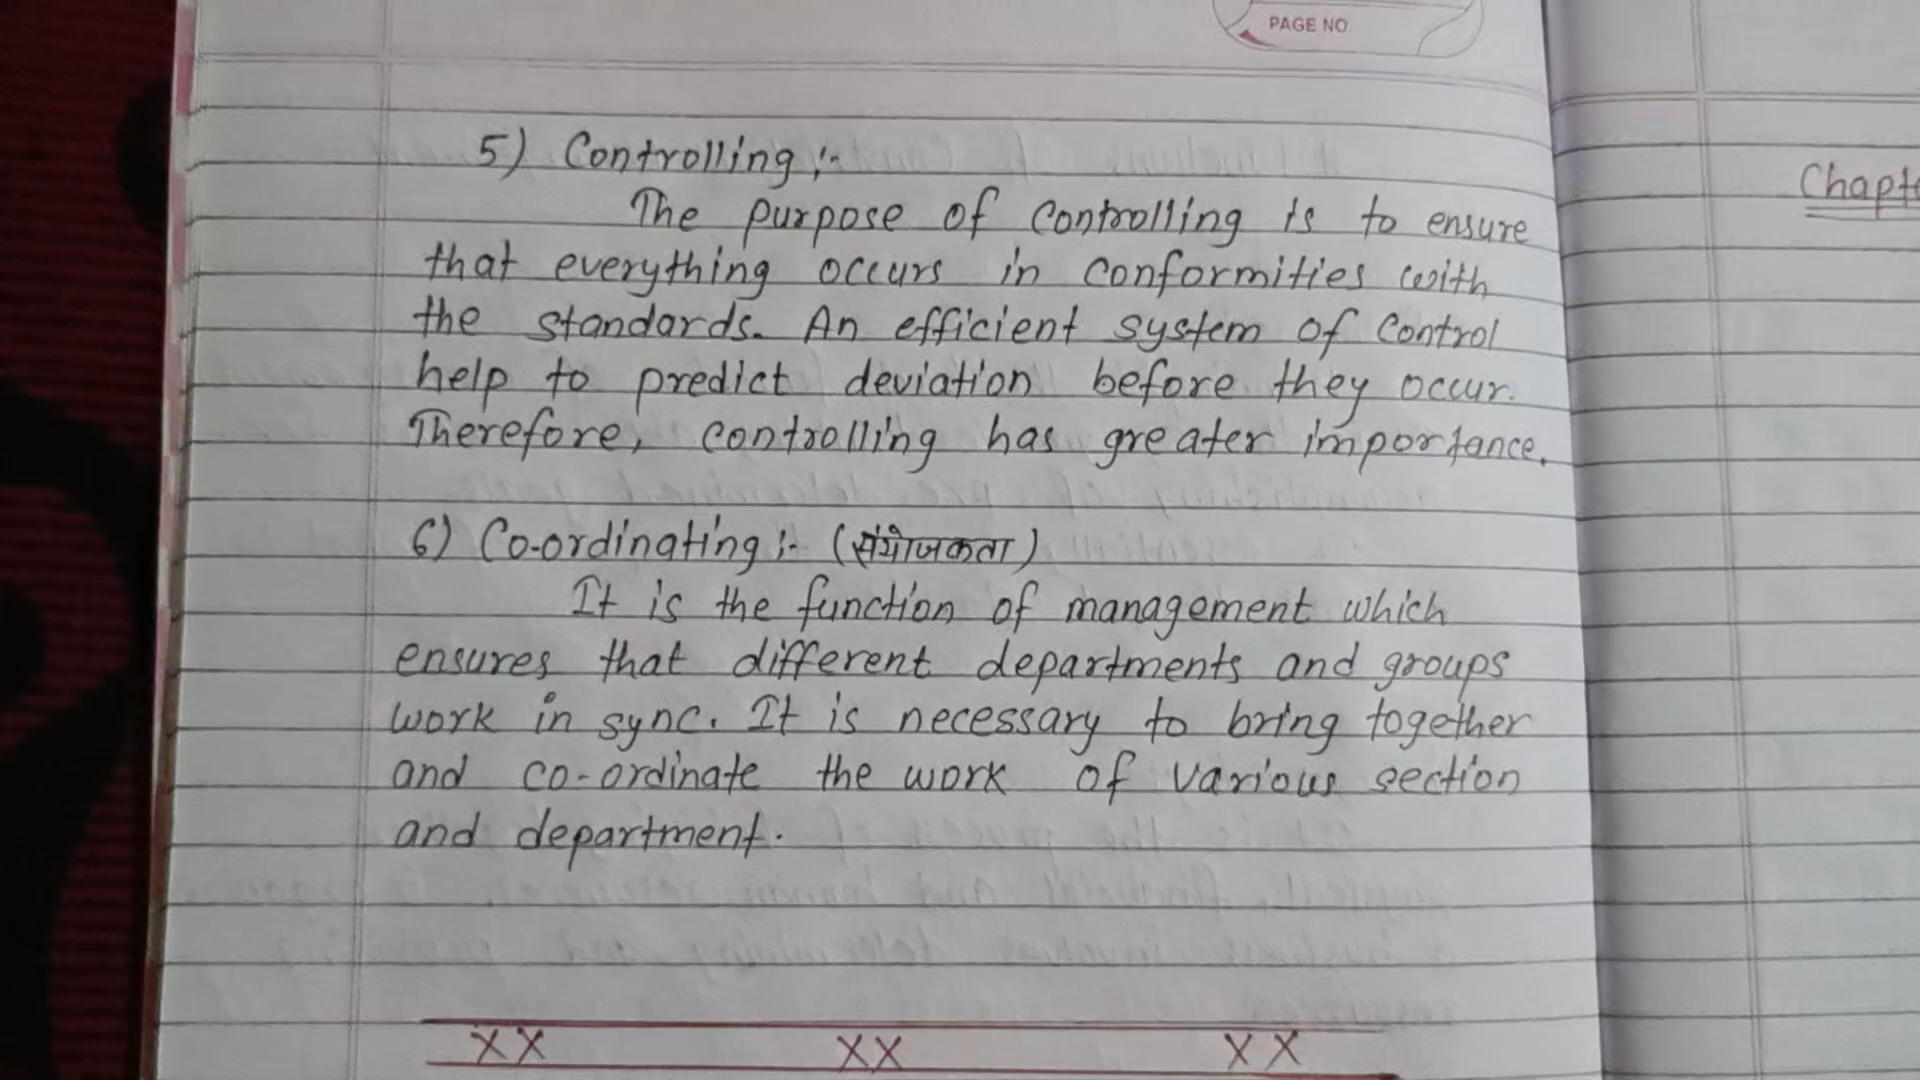 PAGE NO
5) Controlling :-
The purpose of Controlling is to ensure
that everything occurs in conformities with
the standards. An efficient system of Control
help to predict deviation before they occur.
Therefore, controlling has greater importance.
6) Co-ordinating :- (संयोजकता)
It is the function of management which
ensures that different departments and groups
work in sync. It is necessary to bring together
and co-ordinate the work of various section
and department.
XX XX XX